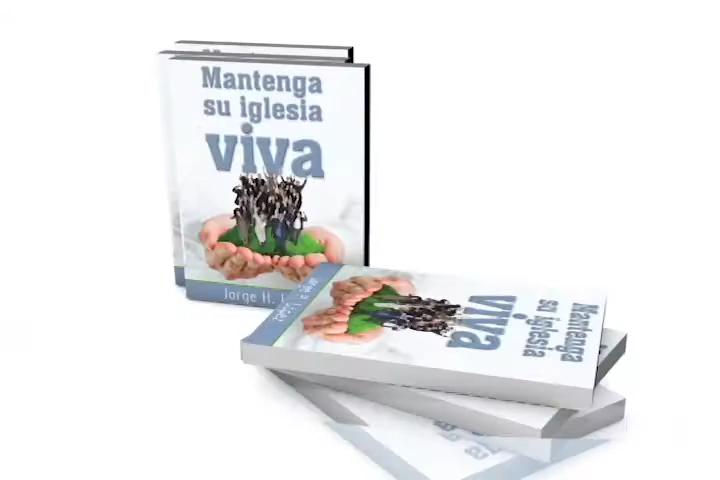 Mantenga
su iglesia
viva
Jorge H.
Mantenga
su iglesia
viva